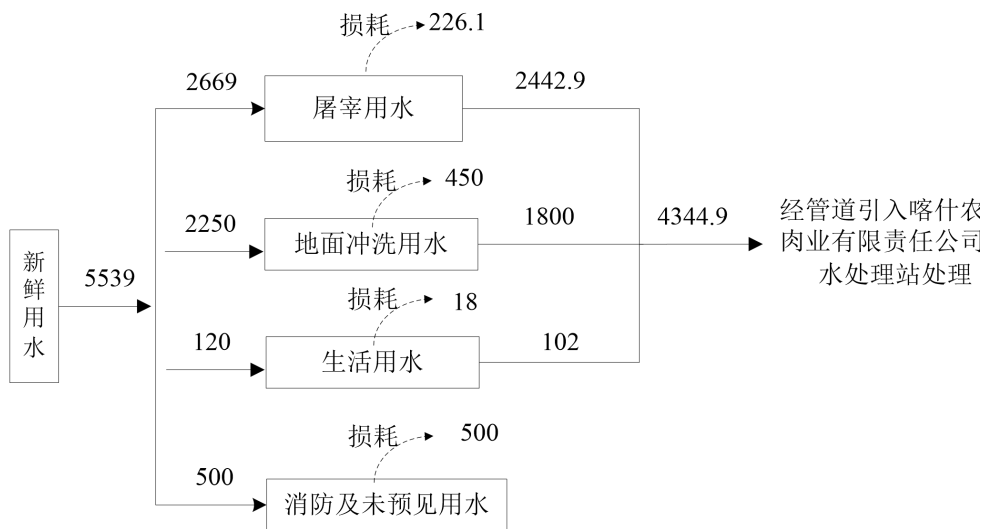 损耗 226.1
2669 屠宰用水 2442.9
损耗 450
2250 地面冲洗用水 1800
新鲜用水 5539
4344.9
经管道引入喀什农
肉业有限责任公司
水处理站处理
损耗 18
120 生活用水 102
损耗 500
500 消防及未预见用水